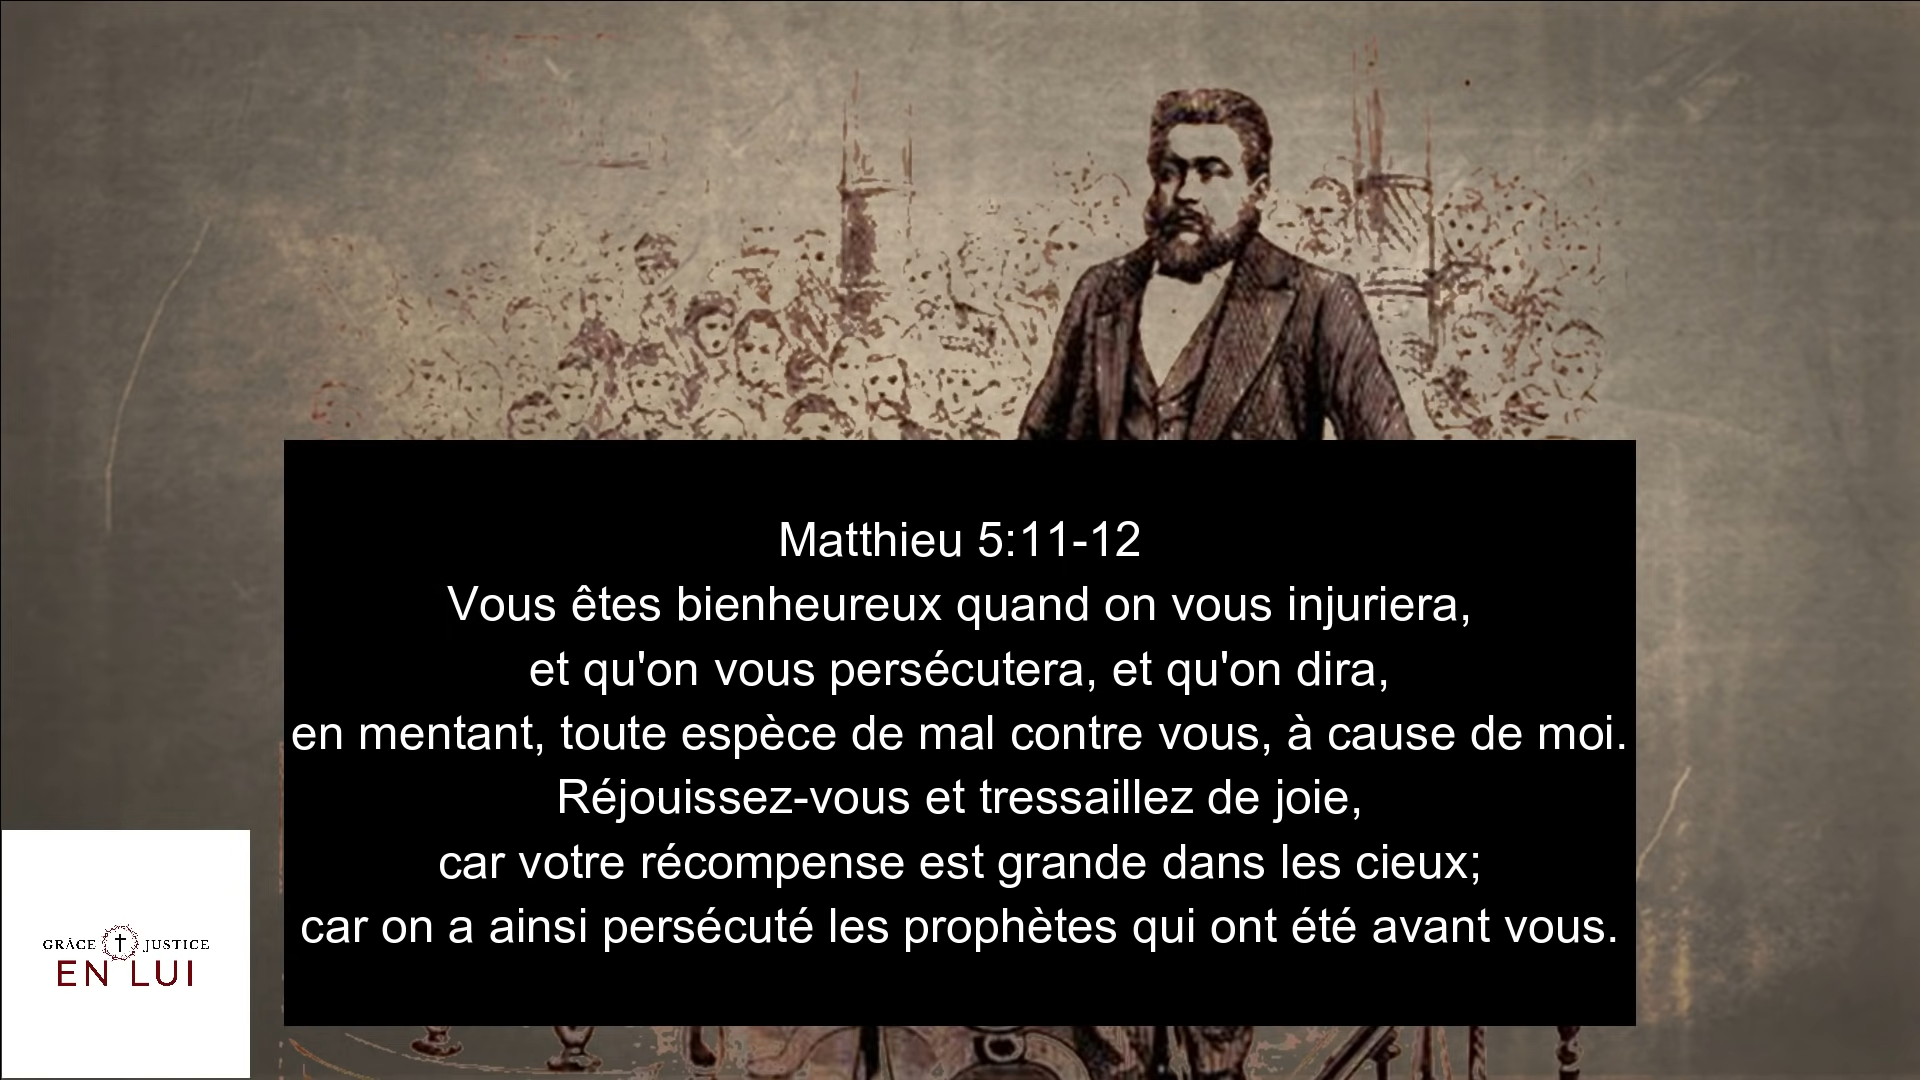 Matthieu 5:11-12
Vous êtes bienheureux quand on vous injuriera,
et qu'on vous persécutera, et qu'on dira,
en mentant, toute espèce de mal contre vous, à cause de moi.
Réjouissez-vous et tressaillez de joie,
car votre récompense est grande dans les cieux;
car on a ainsi persécuté les prophètes qui ont été avant vous.
GRÂCE JUSTICE
EN LUI